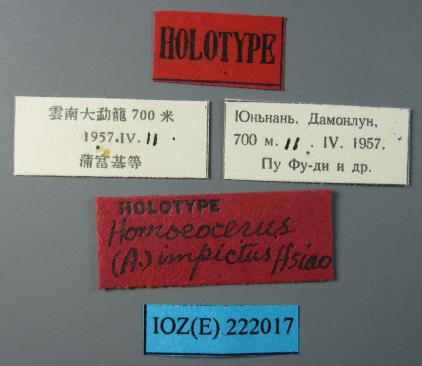 HOLOTYPE
雲南大勐龍 700 米
1957.IV. 11
蒲富基等
Юньнань. Дамонлун,
700 м. 11. IV. 1957.
Пу Фу-ди и др.
HOLOTYPE
Homoeocerus
(A.) impictus Hsiao
IOZ(E) 222017